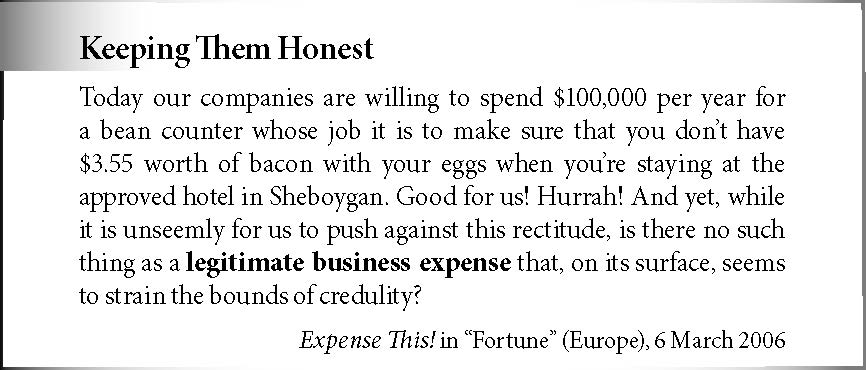 Keeping Them Honest
Today our companies are willing to spend $100,000 per year for
a bean counter whose job it is to make sure that you don’t have
$3.55 worth of bacon with your eggs when you’re staying at the
approved hotel in Sheboygan. Good for us! Hurrah! And yet, while
it is unseemly for us to push against this rectitude, is there no such
thing as a legitimate business expense that, on its surface, seems
to strain the bounds of credulity?
Expense This! in “Fortune” (Europe), 6 March 2006